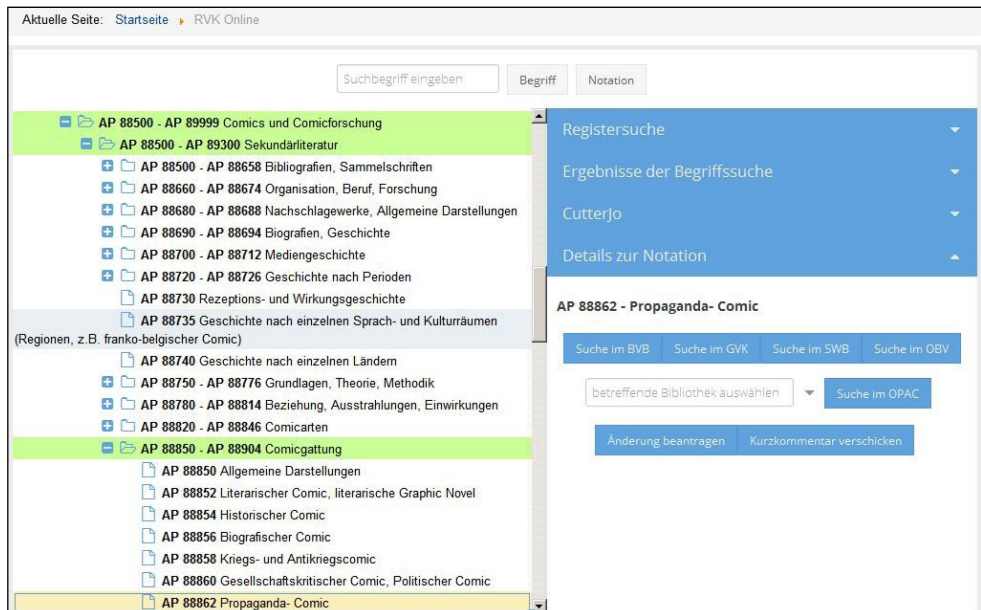 Aktuelle Seite: Startseite RVK Online
Suchbegriff eingeben Begriff Notation
AP 88500 - AP 89999 Comics und Comicforschung
AP 88500 - AP 89300 Sekundärliteratur
AP 88500 - AP 88658 Bibliografien, Sammelschriften
AP 88660 - AP 88674 Organisation, Beruf, Forschung
AP 88680 - AP 88688 Nachschlagewerke, Allgemeine Darstellungen
AP 88690 - AP 88694 Biografien, Geschichte
AP 88700 - AP 88712 Mediengeschichte
AP 88720 - AP 88726 Geschichte nach Perioden
AP 88730 Rezeptions- und Wirkungsgeschichte
AP 88735 Geschichte nach einzelnen Sprach- und Kulturräumen
(Regionen, z.B. franko-belgischer Comic)
AP 88740 Geschichte nach einzelnen Ländern
AP 88750 - AP 88776 Grundlagen, Theorie, Methodik
AP 88780 - AP 88814 Beziehung, Ausstrahlungen, Einwirkungen
AP 88820 - AP 88846 Comicarten
AP 88850 - AP 88904 Comicgattung
AP 88850 Allgemeine Darstellungen
AP 88852 Literarischer Comic, literarische Graphic Novel
AP 88854 Historischer Comic
AP 88856 Biografischer Comic
AP 88858 Kriegs- und Antikriegscomic
AP 88860 Gesellschaftskritischer Comic, Politischer Comic
AP 88862 Propaganda- Comic
Registersuche
Ergebnisse der Begriffssuche
CutterJo
Details zur Notation
AP 88862 - Propaganda- Comic
Suche im BVB Suche im GVK Suche im SWB Suche im OBV
betreffende Bibliothek auswählen Suche im OPAC
Änderung beantragen Kurzkommentar verschicken